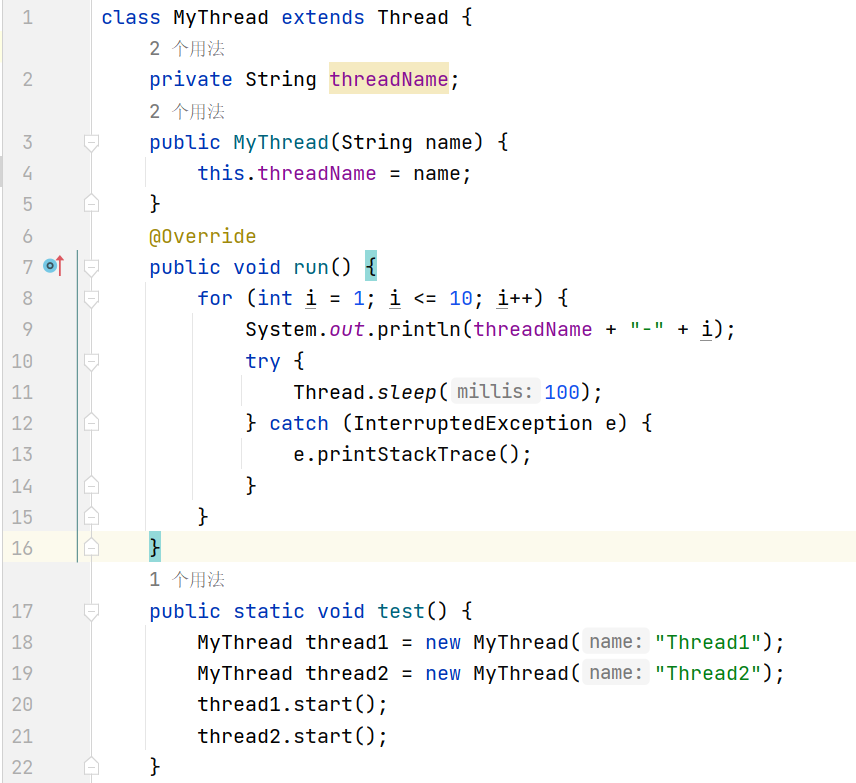 1 class MyThread extends Thread {
2 个用法
2 private String threadName;
2 个用法
3 public MyThread(String name) {
4 this.threadName = name;
5 }
6 @Override
7 public void run() {
8 for (int i = 1; i <= 10; i++) {
9 System.out.println(threadName + "-" + i);
10 try {
11 Thread.sleep( millis: 100);
12 } catch (InterruptedException e) {
13 e.printStackTrace();
14 }
15 }
16 }
1 个用法
17 public static void test() {
18 MyThread thread1 = new MyThread( name: "Thread1");
19 MyThread thread2 = new MyThread( name: "Thread2");
20 thread1.start();
21 thread2.start();
22 }